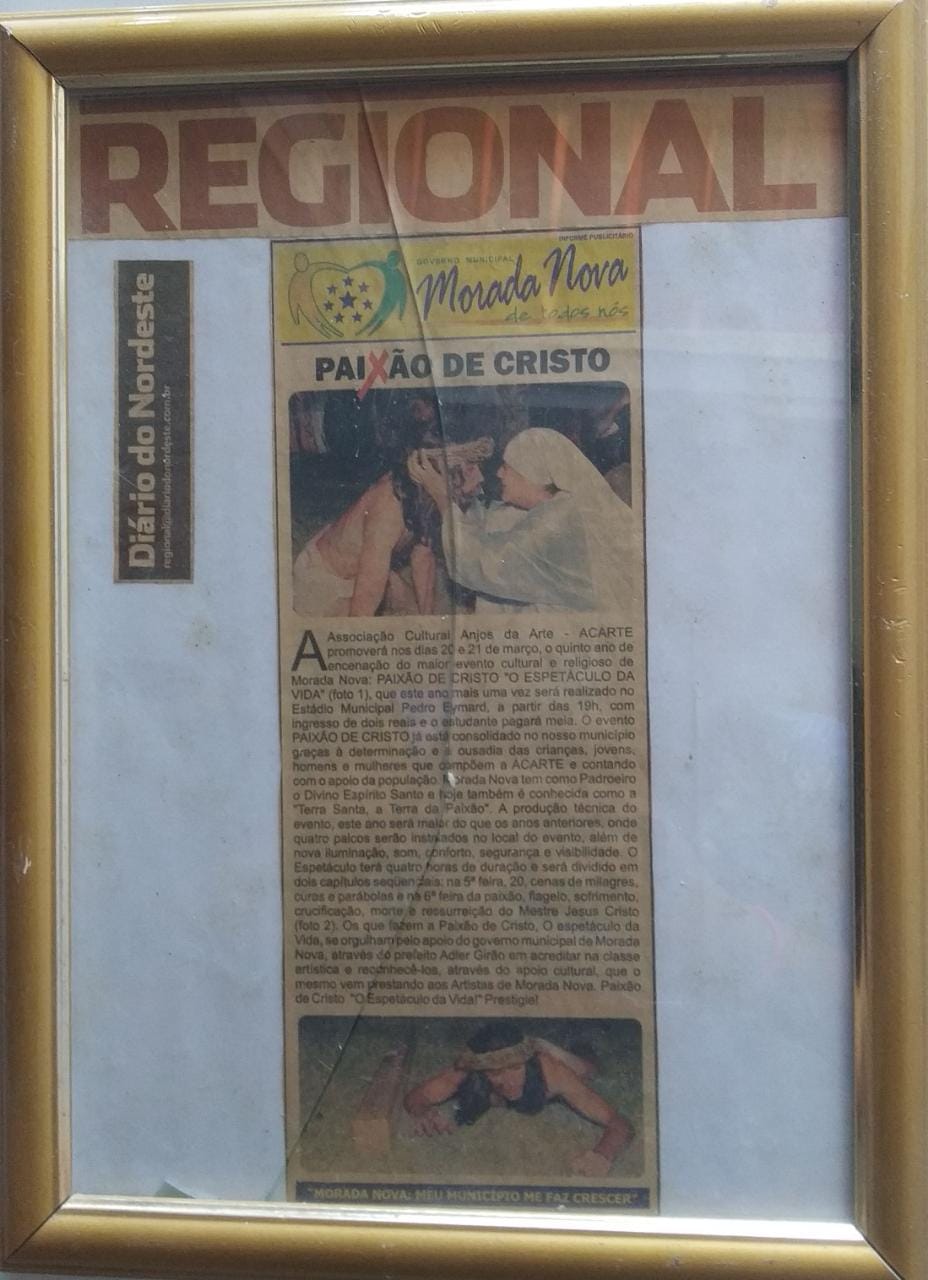 REGIONAL
Diário do Nordeste
regional@diariodonordeste.com.br
INFORME PUBLICITÁRIO
GOVERNO MUNICIPAL
Morada Nova
de todos nós
PAIXÃO DE CRISTO
A Associação Cultural Anjos da Arte - ACARTE
promoverá nos dias 20 e 21 de março, o quinto ano de
encenação do maior evento cultural e religioso de
Morada Nova: PAIXÃO DE CRISTO "O ESPETÁCULO DA
VIDA" (foto 1), que este ano mais uma vez será realizado no
Estádio Municipal Pedro Eymard, a partir das 19h, com
ingresso de dois reais e o estudante pagará meia. O evento
PAIXÃO DE CRISTO já está consolidado no nosso município
graças à determinação e a ousadia das crianças, jovens,
homens e mulheres que compõem a ACARTE e contando
com o apoio da população. Morada Nova tem como Padroeiro
o Divino Espírito Santo e hoje também é conhecida como a
"Terra Santa, a Terra da Paixão". A produção técnica do
evento, este ano será maior do que os anos anteriores, onde
quatro palcos serão instalados no local do evento, além de
nova iluminação, som, conforto, segurança e visibilidade. O
Espetáculo terá quatro horas de duração e será dividido em
dois capítulos seqüenciais: na 5ª feira, 20, cenas de milagres,
curas e parábolas e na 6ª feira da paixão, flagelo, sofrimento,
crucificação, morte e ressurreição do Mestre Jesus Cristo
(foto 2). Os que fazem a Paixão de Cristo, O espetáculo da
Vida, se orgulham pelo apoio do governo municipal de Morada
Nova, através do prefeito Adler Girão em acreditar na classe
artística e reconhecê-los, através do apoio cultural, que o
mesmo vem prestando aos Artistas de Morada Nova. Paixão
de Cristo "O Espetáculo da Vida!" Prestigie!
"MORADA NOVA: MEU MUNICÍPIO ME FAZ CRESCER"